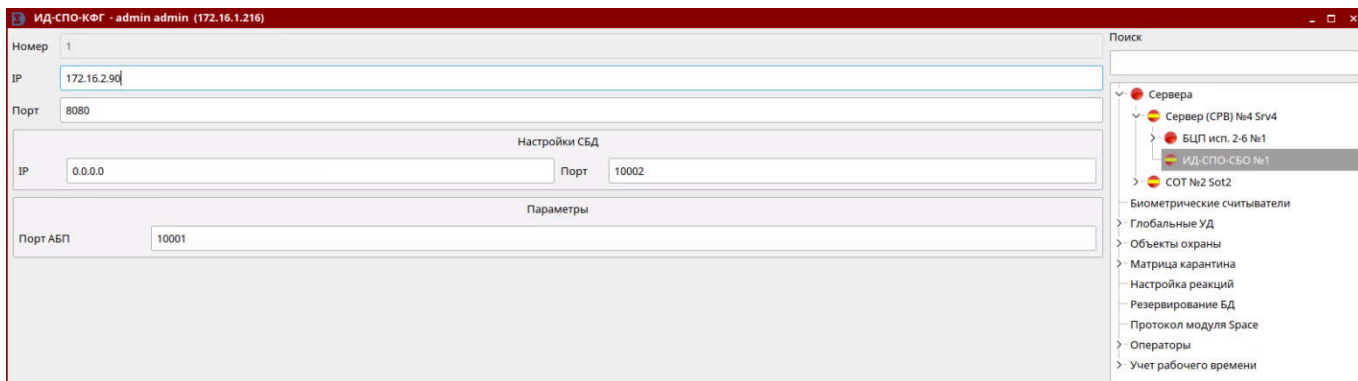 ИД-СПО-КФГ - admin admin (172.16.1.216)
Номер 1
IP 172.16.2.90
Порт 8080
Настройки СБД
IP 0.0.0.0 Порт 10002
Параметры
Порт АБП 10001
Поиск
Сервера
Сервер (СРВ) №4 Srv4
БЦП исп. 2-6 №1
ИД-СПО-СБО №1
СОТ №2 Sot2
Биометрические считыватели
Глобальные УД
Объекты охраны
Матрица карантина
Настройка реакций
Резервирование БД
Протокол модуля Space
Операторы
Учет рабочего времени